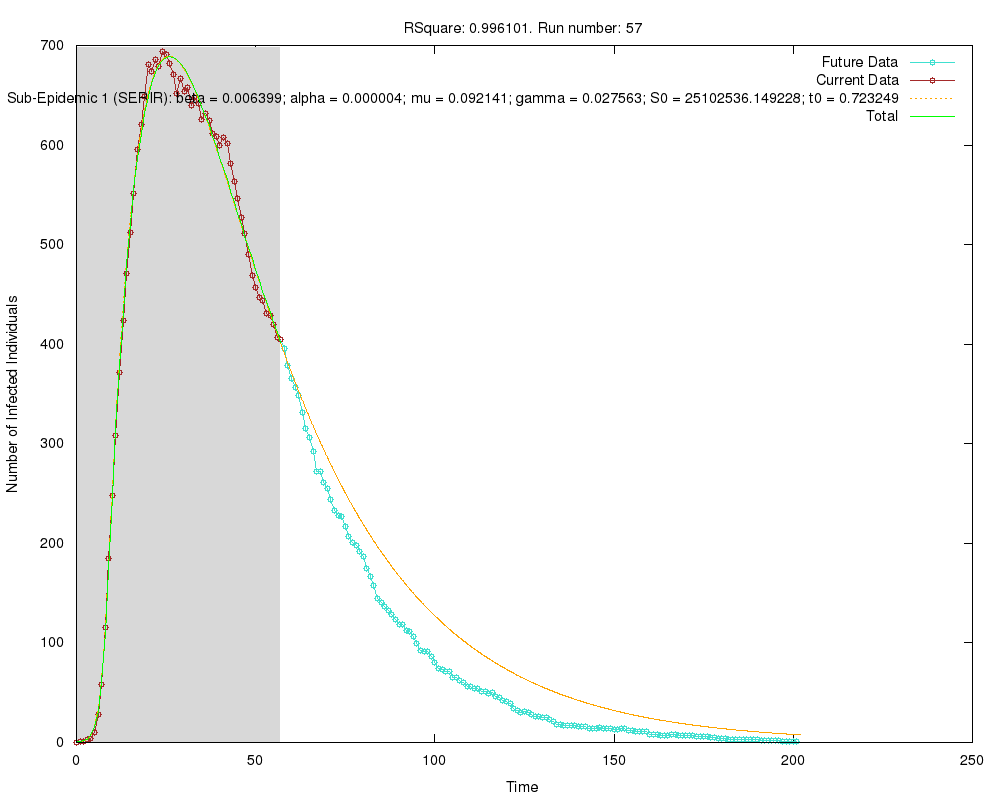 RSquare: 0.996101. Run number: 57
700
600
500
400
300
200
100
0
Number of Infected Individuals
Future Data
Current Data
Sub-Epidemic 1 (SEFIR): beta = 0.006399; alpha = 0.000004; mu = 0.092141; gamma = 0.027563; S0 = 25102536.149228; t0 = 0.723249
Total
0 50 100 150 200 250
Time